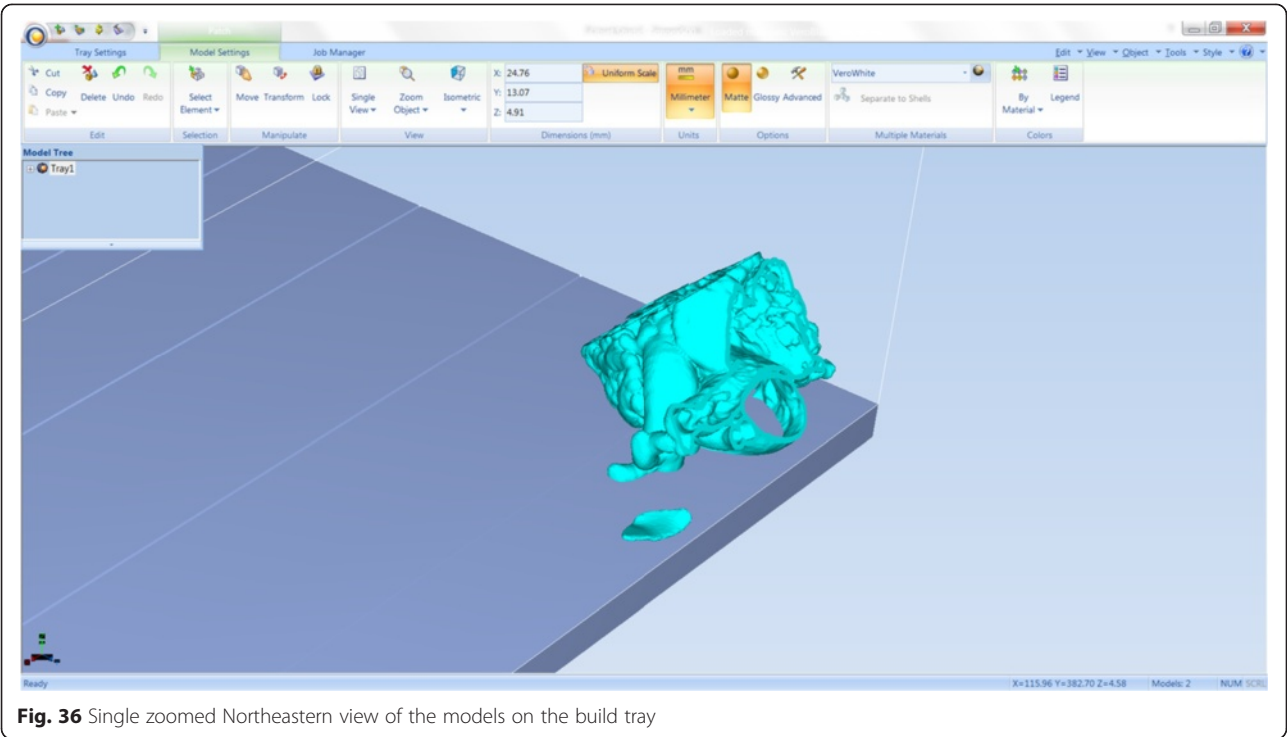 Tray Settings Model Settings Job Manager Edit View Object Tools Style
Cut
Copy
Paste
Delete Undo Redo
Edit
Select
Element
Selection
Move Transform Lock
Manipulate
Single
View
Zoom
Object
Isometric
View
X: 24.76
Y: 13.07
Z: 4.91
Uniform Scale
Dimensions (mm)
mm
Millimeter
Units
Matte Glossy Advanced
Options
VeroWhite
Separate to Shells
Multiple Materials
By
Material
Legend
Colors
Model Tree
Tray1
Ready X=115.96 Y=382.70 Z=4.58 Models: 2 NUM SCRL
Fig. 36 Single zoomed Northeastern view of the models on the build tray